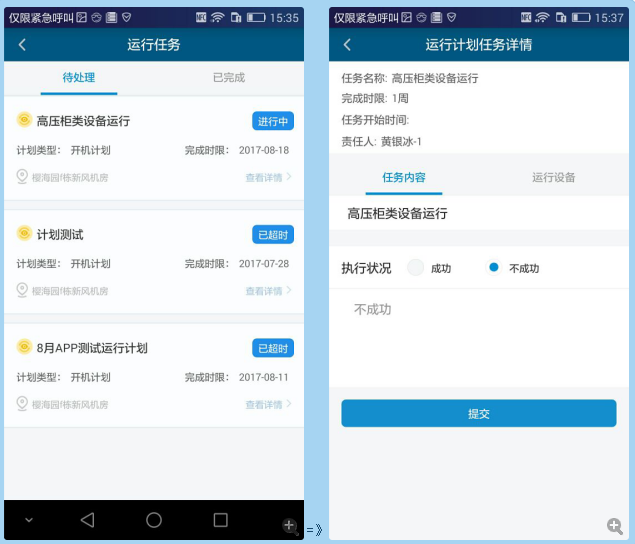 仅限紧急呼叫 15:35
运行任务
待处理 已完成
高压柜类设备运行 进行中
计划类型： 开机计划 完成时限： 2017-08-18
樱海园1栋新风机房 查看详情
计划测试 已超时
计划类型： 开机计划 完成时限： 2017-07-28
樱海园1栋新风机房 查看详情
8月APP测试运行计划 已超时
计划类型： 开机计划 完成时限： 2017-08-11
樱海园1栋新风机房 查看详情
=》
仅限紧急呼叫 15:37
运行计划任务详情
任务名称: 高压柜类设备运行
完成时限: 1周
任务开始时间:
责任人: 黄银冰-1
任务内容 运行设备
高压柜类设备运行
执行状况 成功 不成功
不成功
提交